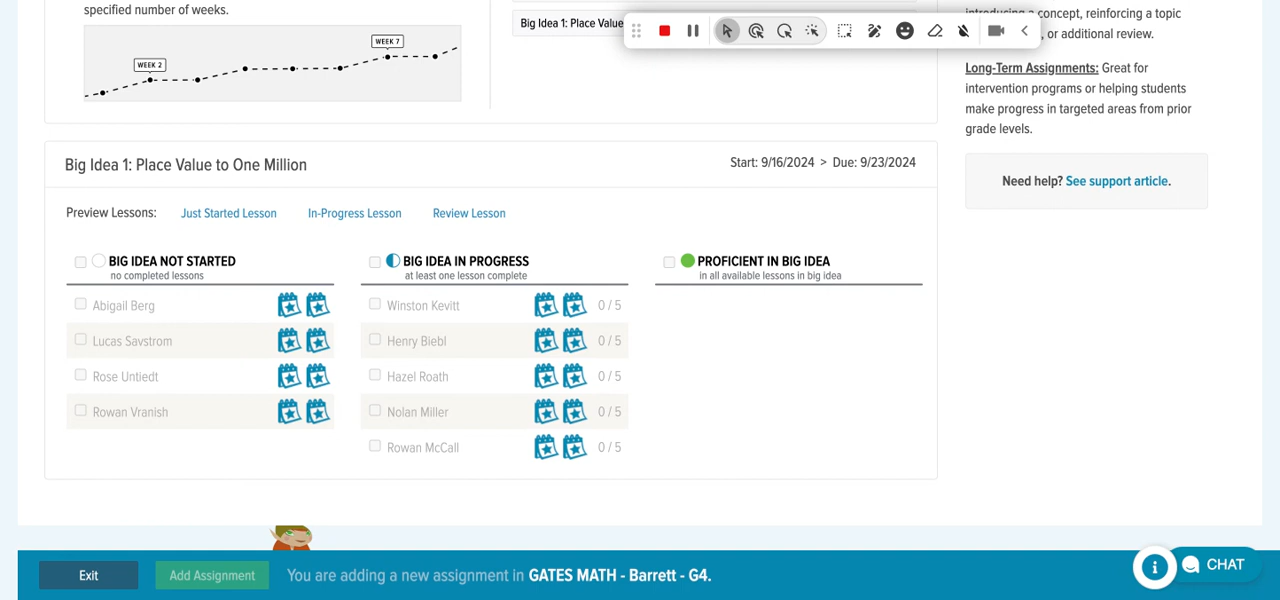 specified number of weeks.
WEEK 2
WEEK 7
Big Idea 1: Place Value
concept, reinforcing a topic
, or additional review.
Long-Term Assignments: Great for
intervention programs or helping students
make progress in targeted areas from prior
grade levels.
Need help? See support article.
Big Idea 1: Place Value to One Million
Start: 9/16/2024 > Due: 9/23/2024
Preview Lessons: Just Started Lesson In-Progress Lesson Review Lesson
BIG IDEA NOT STARTED
no completed lessons
Abigail Berg
Lucas Savstrom
Rose Untiedt
Rowan Vranish
BIG IDEA IN PROGRESS
at least one lesson complete
Winston Kevitt 0 / 5
Henry Biebl 0 / 5
Hazel Roath 0 / 5
Nolan Miller 0 / 5
Rowan McCall 0 / 5
PROFICIENT IN BIG IDEA
in all available lessons in big idea
Exit
Add Assignment
You are adding a new assignment in GATES MATH - Barrett - G4.
CHAT